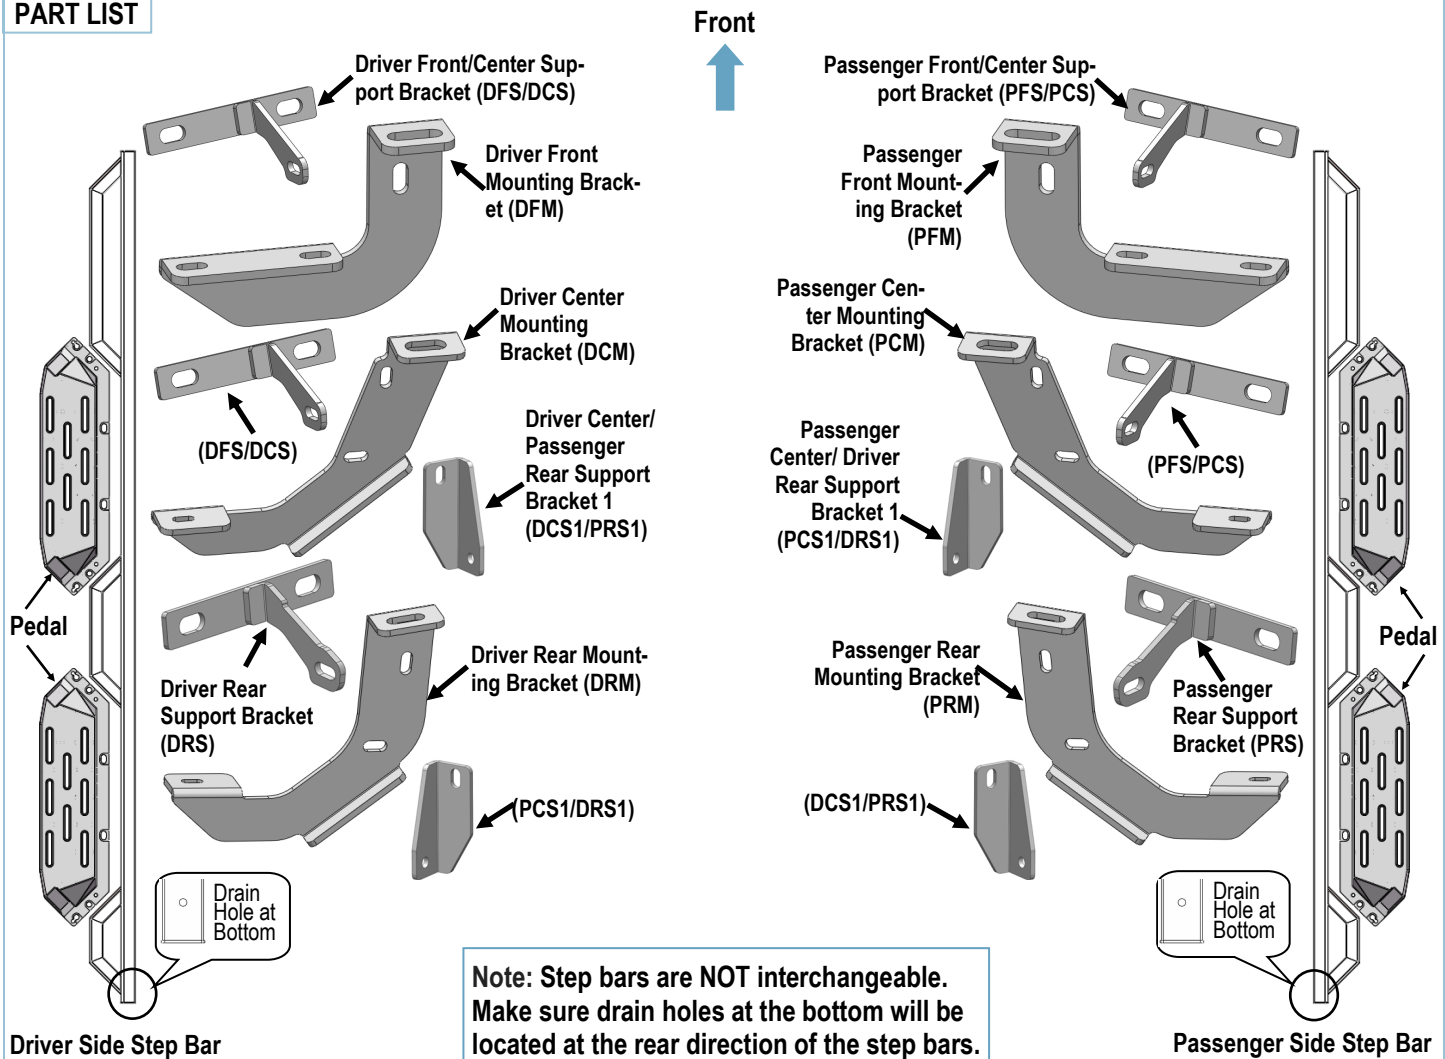 PART LIST
Front
Driver Front/Center Sup-
port Bracket (DFS/DCS)
Passenger Front/Center Sup-
port Bracket (PFS/PCS)
Driver Front
Mounting Brack-
et (DFM)
Passenger
Front Mount-
ing Bracket
(PFM)
Driver Center
Mounting
Bracket (DCM)
Passenger Cen-
ter Mounting
Bracket (PCM)
(DFS/DCS)
Driver Center/
Passenger
Rear Support
Bracket 1
(DCS1/PRS1)
Passenger
Center/ Driver
Rear Support
Bracket 1
(PCS1/DRS1)
(PFS/PCS)
Pedal
Pedal
Driver Rear
Support Bracket
(DRS)
Driver Rear Mount-
ing Bracket (DRM)
Passenger Rear
Mounting Bracket
(PRM)
Passenger
Rear Support
Bracket (PRS)
(PCS1/DRS1)
(DCS1/PRS1)
Drain
Hole at
Bottom
Drain
Hole at
Bottom
Note: Step bars are NOT interchangeable.
Make sure drain holes at the bottom will be
located at the rear direction of the step bars.
Driver Side Step Bar
Passenger Side Step Bar